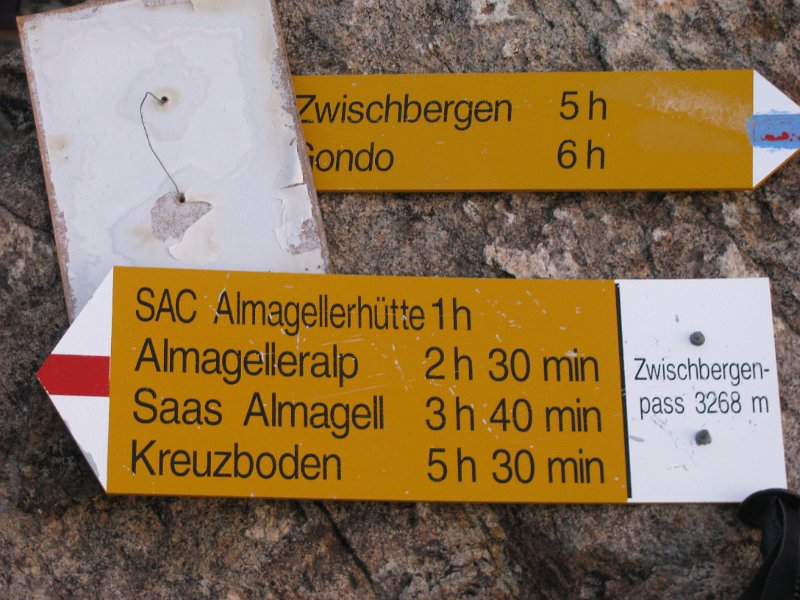 Zwischbergen 5 h
Gondo 6 h
SAC Almagellerhütte 1 h
Almagelleralp 2 h 30 min
Saas Almagell 3 h 40 min
Kreuzboden 5 h 30 min
Zwischbergen-
pass 3268 m